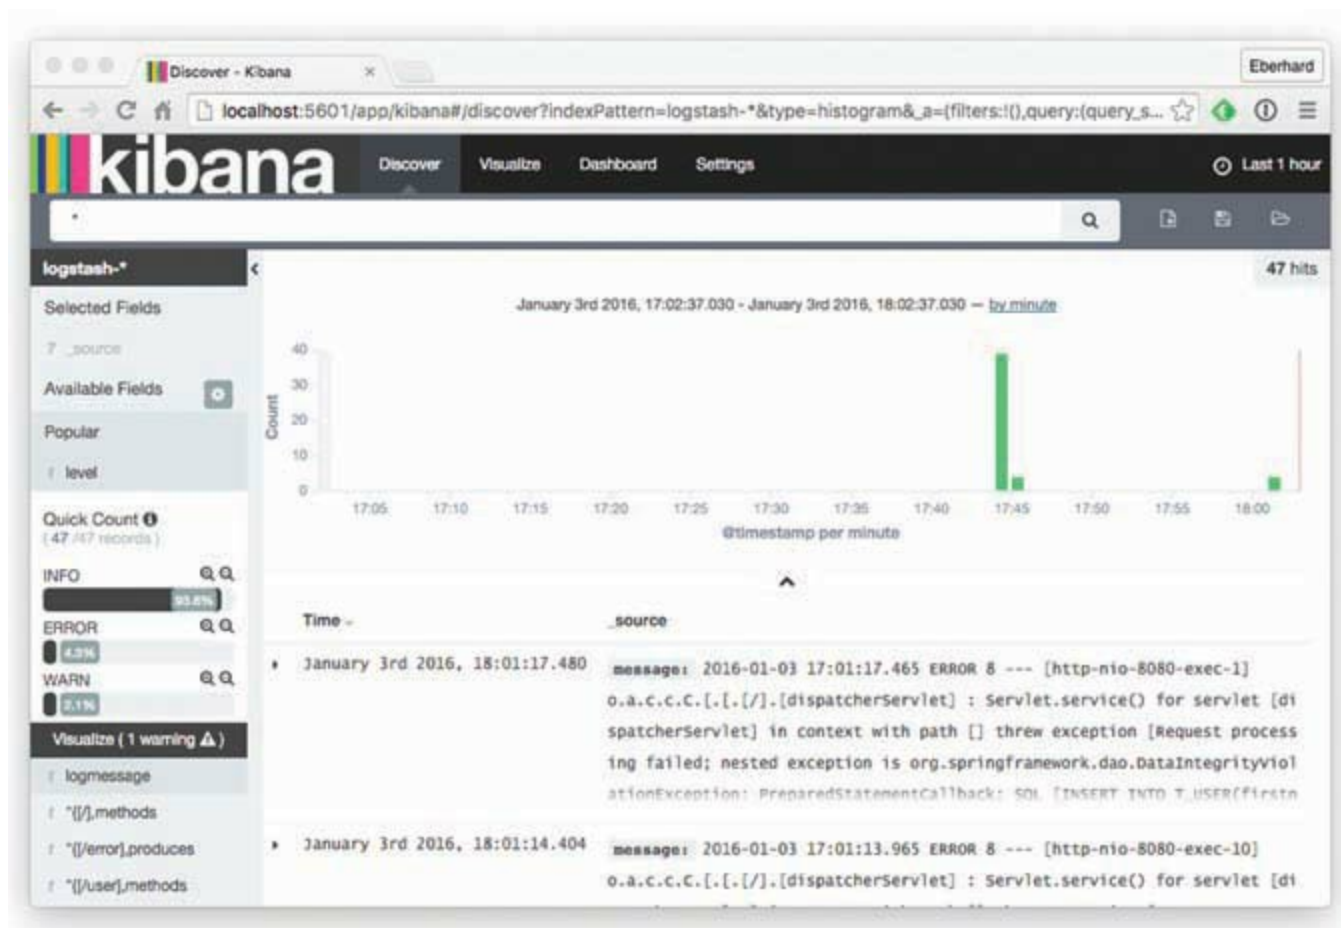 Discover - Kibana
Eberhard
localhost:5601/app/kibana#/discover?indexPattern=logstash-*&type=histogram&_a=(filters:!(),query:(query_s...
kibana
Discover Visualize Dashboard Settings
Last 1 hour
*
logstash-*
47 hits
Selected Fields
? _source
Available Fields
Popular
t level
Quick Count
( 47 /47 records )
INFO
93.6%
ERROR
4.3%
WARN
2.1%
Visualize ( 1 warning )
t logmessage
t "{[/],methods
t "{[/error],produces
t "{[/user],methods
January 3rd 2016, 17:02:37.030 - January 3rd 2016, 18:02:37.030 — by minute
Count
40
30
20
10
0
17:05 17:10 17:15 17:20 17:25 17:30 17:35 17:40 17:45 17:50 17:55 18:00
@timestamp per minute
Time _source
January 3rd 2016, 18:01:17.480 message: 2016-01-03 17:01:17.465 ERROR 8 --- [http-nio-8080-exec-1]
o.a.c.c.C.[.[.[/].[dispatcherServlet] : Servlet.service() for servlet [di
spatcherServlet] in context with path [] threw exception [Request process
ing failed; nested exception is org.springframework.dao.DataIntegrityViol
ationException: PreparedStatementCallback; SQL [INSERT INTO T_USER(firstn
January 3rd 2016, 18:01:14.404 message: 2016-01-03 17:01:13.965 ERROR 8 --- [http-nio-8080-exec-10]
o.a.c.c.C.[.[.[/].[dispatcherServlet] : Servlet.service() for servlet [di